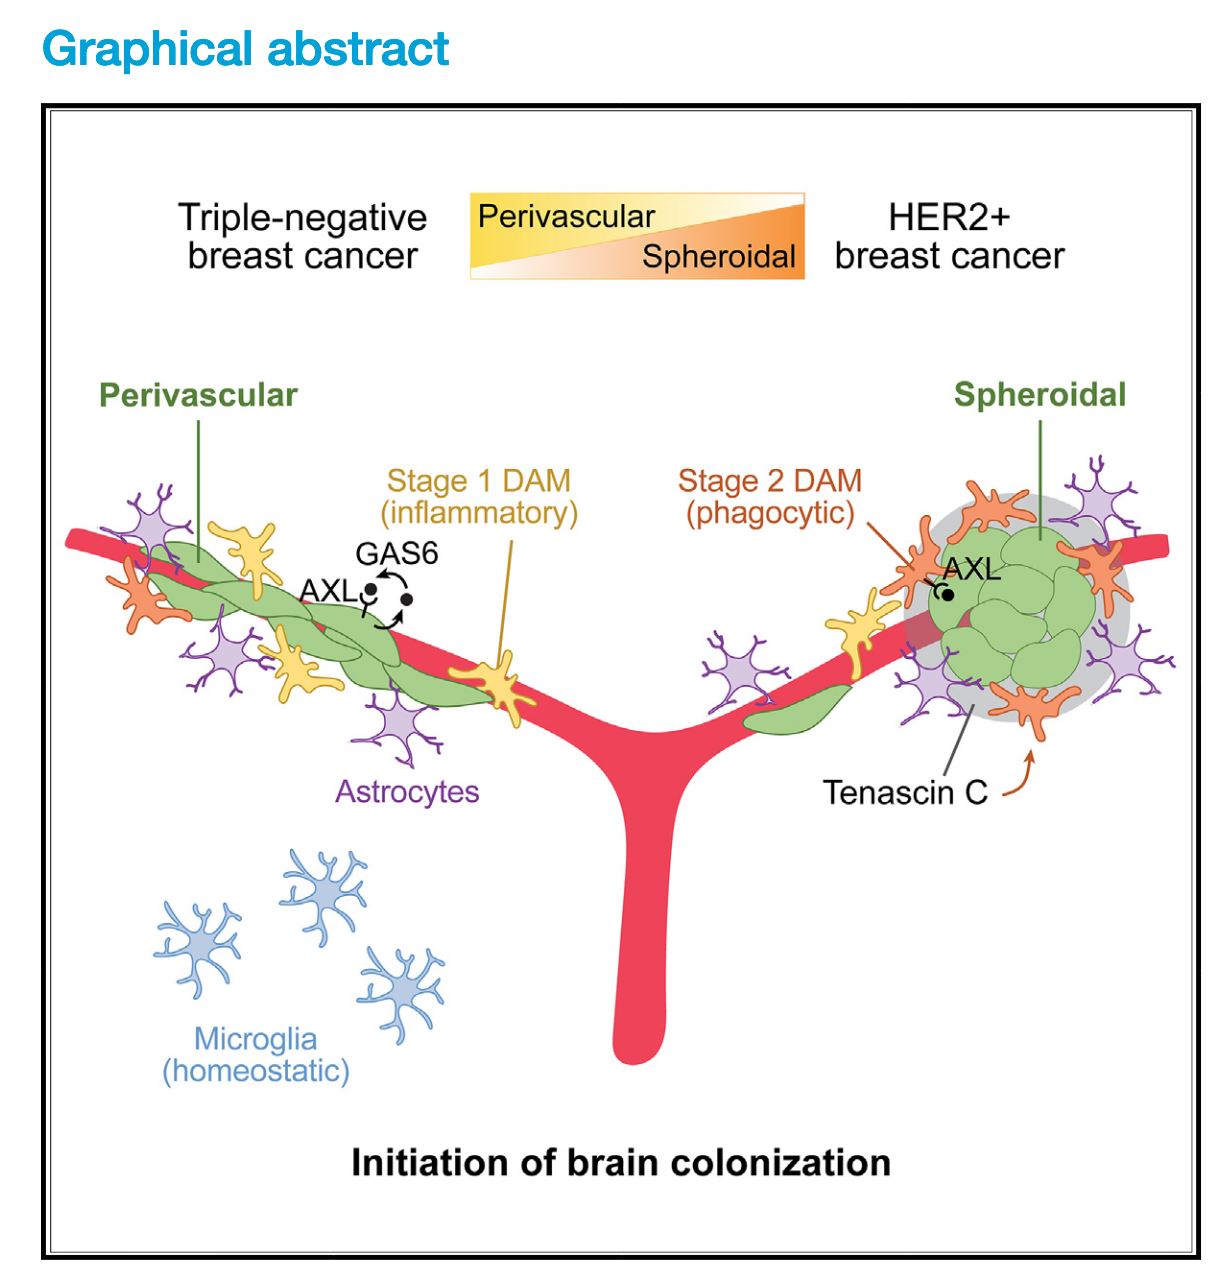 Graphical abstract
Triple-negative
breast cancer
Perivascular
Spheroidal
HER2+
breast cancer
Perivascular
Spheroidal
Stage 1 DAM
(inflammatory)
Stage 2 DAM
(phagocytic)
GAS6
AXL
AXL
Astrocytes
Tenascin C
Microglia
(homeostatic)
Initiation of brain colonization